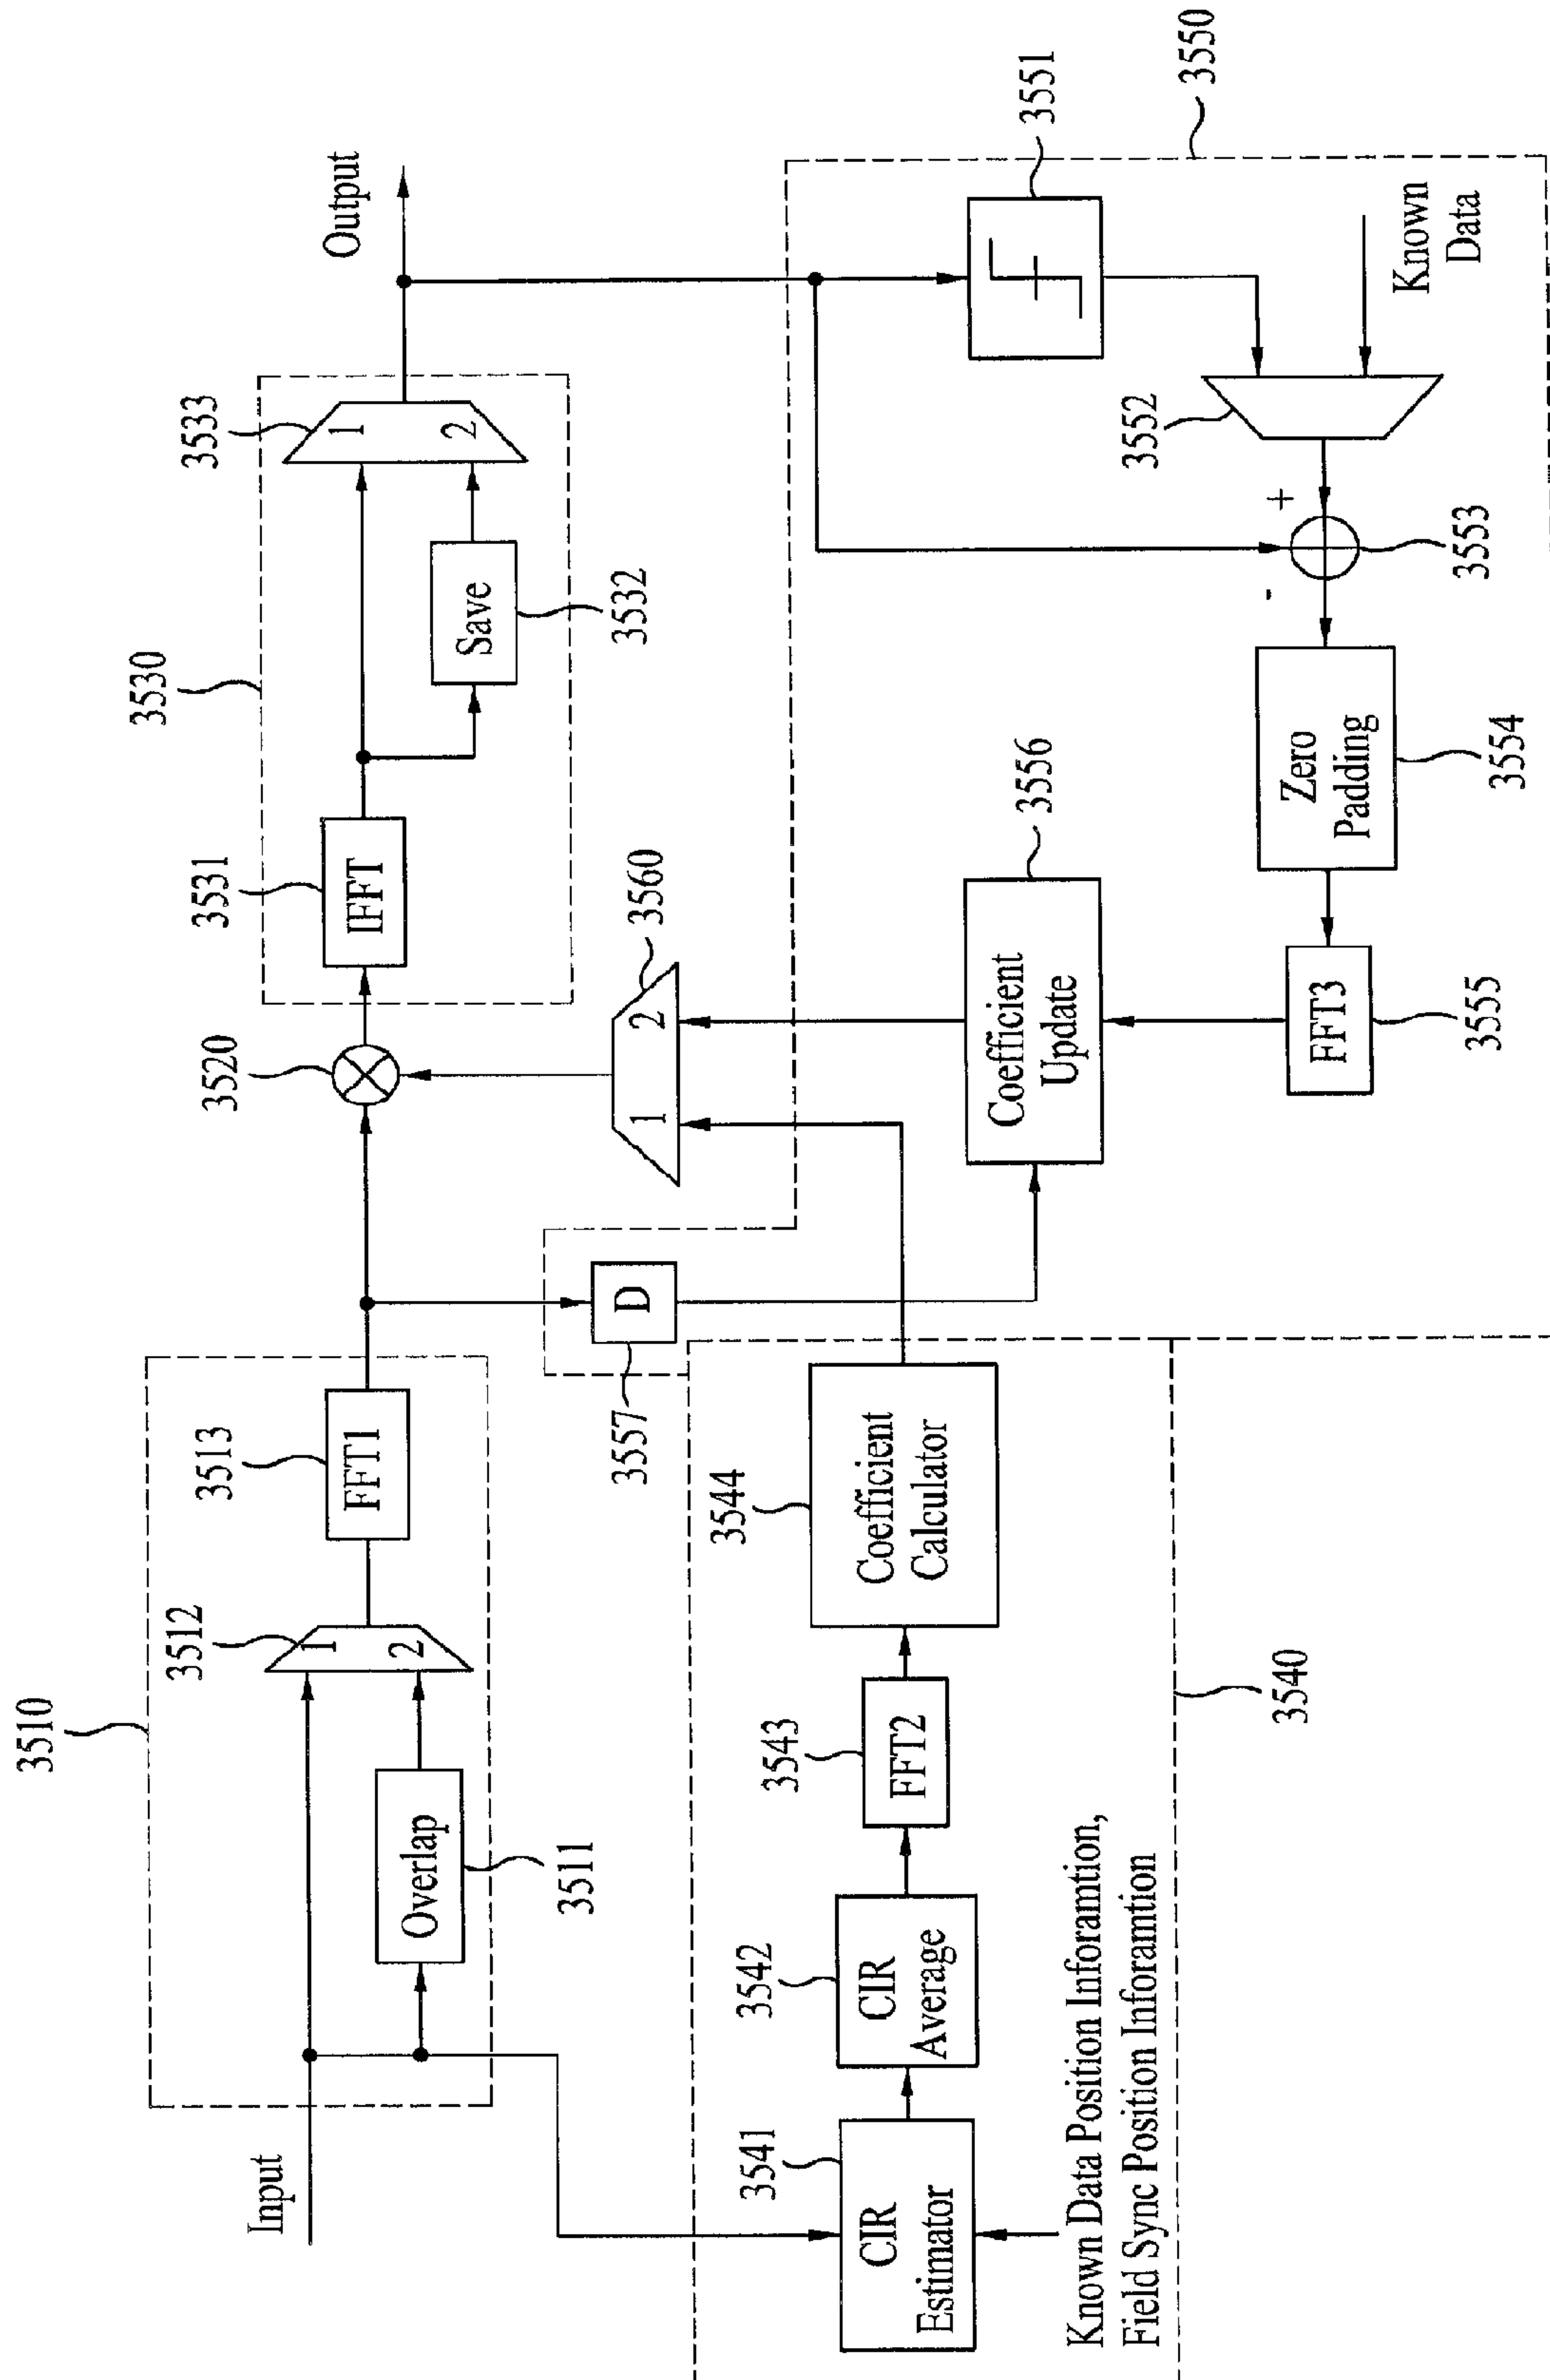 3510
Input
Overlap
3511
3512
1
2
3513
FFT1
3520
3530
3531
IFFT
Save
3532
3533
1
2
Output
3557
D
3560
1
2
3541
CIR
Estimator
3542
CIR
Average
3543
FFT2
3544
Coefficient
Calculator
Known Data Position Inforamtion,
Field Sync Position Inforamtion
3540
3556
Coefficient
Update
FFT3
3555
Zero
Padding
3554
+
-
3553
3552
3551
Known
Data
3550